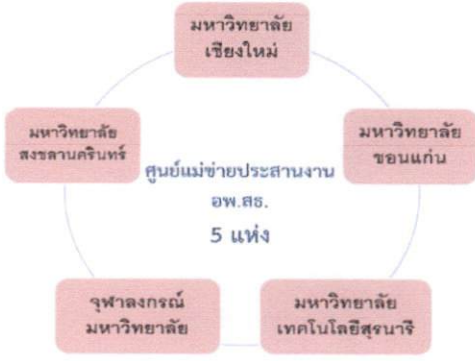 มหาวิทยาลัย
เชียงใหม่
มหาวิทยาลัย
สงขลานครินทร์
มหาวิทยาลัย
ขอนแก่น
ศูนย์แม่ข่ายประสานงาน
อพ.สธ.
5 แห่ง
จุฬาลงกรณ์
มหาวิทยาลัย
มหาวิทยาลัย
เทคโนโลยีสุรนารี